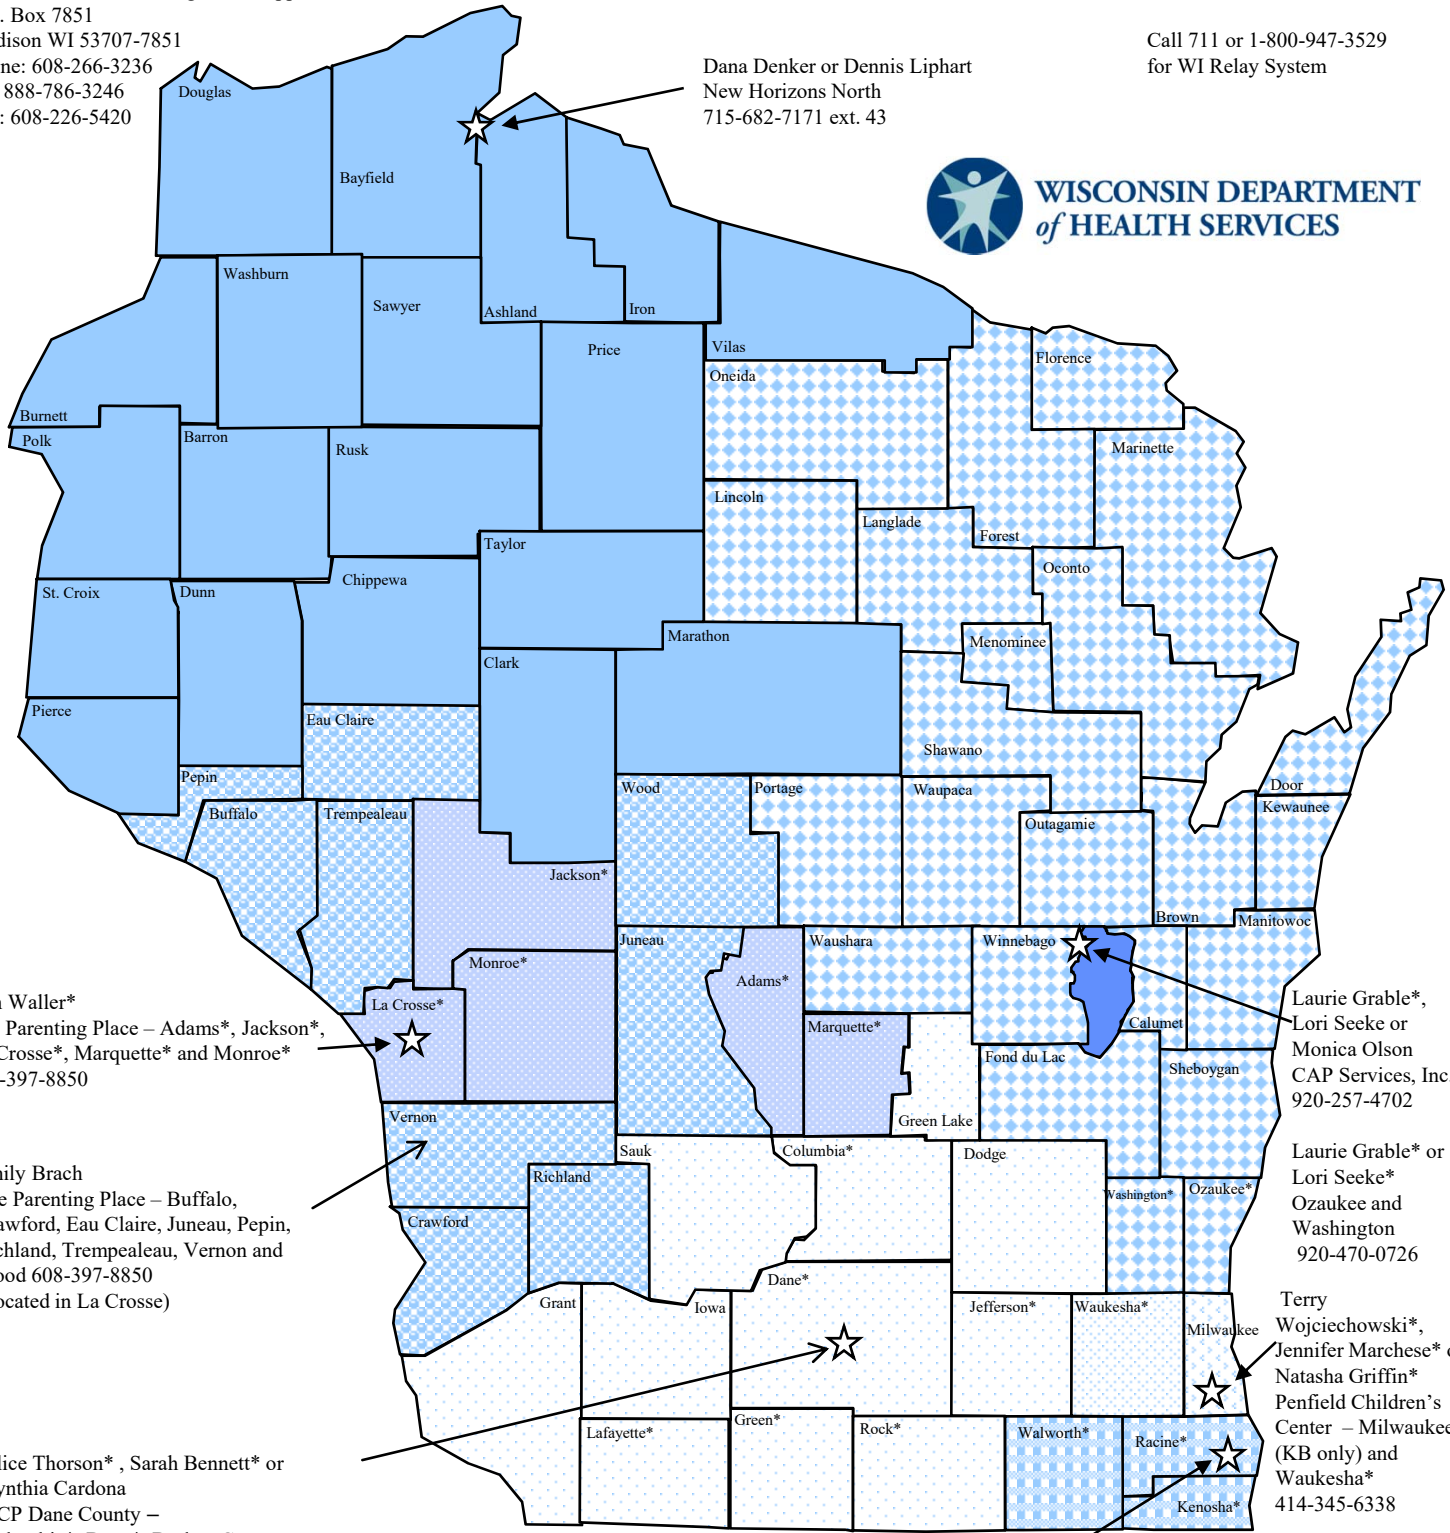 . Box 7851
dison WI 53707-7851
ne: 608-266-3236
888-786-3246
: 608-226-5420
Dana Denker or Dennis Liphart
New Horizons North
715-682-7171 ext. 43
Call 711 or 1-800-947-3529
for WI Relay System
WISCONSIN DEPARTMENT
of HEALTH SERVICES
Douglas
Bayfield
Washburn
Sawyer
Ashland
Iron
Price
Vilas
Oneida
Florence
Burnett
Polk
Barron
Rusk
Marinette
Lincoln
Langlade
Forest
Taylor
Oconto
Chippewa
St. Croix
Dunn
Marathon
Menominee
Clark
Pierce
Eau Claire
Shawano
Pepin
Wood
Portage
Waupaca
Door
Kewaunee
Buffalo
Trempealeau
Outagamie
Jackson*
Brown
Manitowoc
Juneau
Waushara
Winnebago
Monroe*
Adams*
La Crosse*
Marquette*
Calumet
Fond du Lac
Sheboygan
n Waller*
Parenting Place – Adams*, Jackson*,
Crosse*, Marquette* and Monroe*
-397-8850
Laurie Grable*,
Lori Seeke or
Monica Olson
CAP Services, Inc.
920-257-4702
Vernon
Green Lake
Sauk
Columbia*
Dodge
Richland
Washington*
Ozaukee*
Crawford
ily Brach
e Parenting Place – Buffalo,
awford, Eau Claire, Juneau, Pepin,
chland, Trempealeau, Vernon and
ood 608-397-8850
ocated in La Crosse)
Laurie Grable* or
Lori Seeke*
Ozaukee and
Washington
920-470-0726
Dane*
Grant
Iowa
Jefferson*
Waukesha*
Milwaukee
Terry
Wojciechowski*,
Jennifer Marchese* o
Natasha Griffin*
Penfield Children's
Center – Milwaukee
(KB only) and
Waukesha*
414-345-6338
Lafayette*
Green*
Rock*
Walworth*
Racine*
Kenosha*
lice Thorson* , Sarah Bennett* or
ynthia Cardona
CP Dane County –